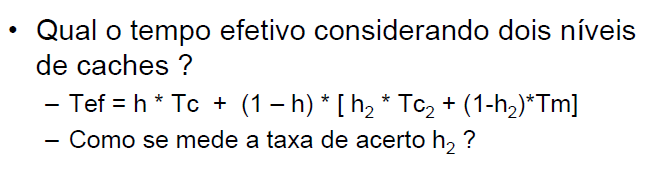 • Qual o tempo efetivo considerando dois níveis
de caches ?
– Tef = h * Tc + (1 – h) * [ h₂ * Tc₂ + (1-h₂)*Tm]
– Como se mede a taxa de acerto h₂ ?